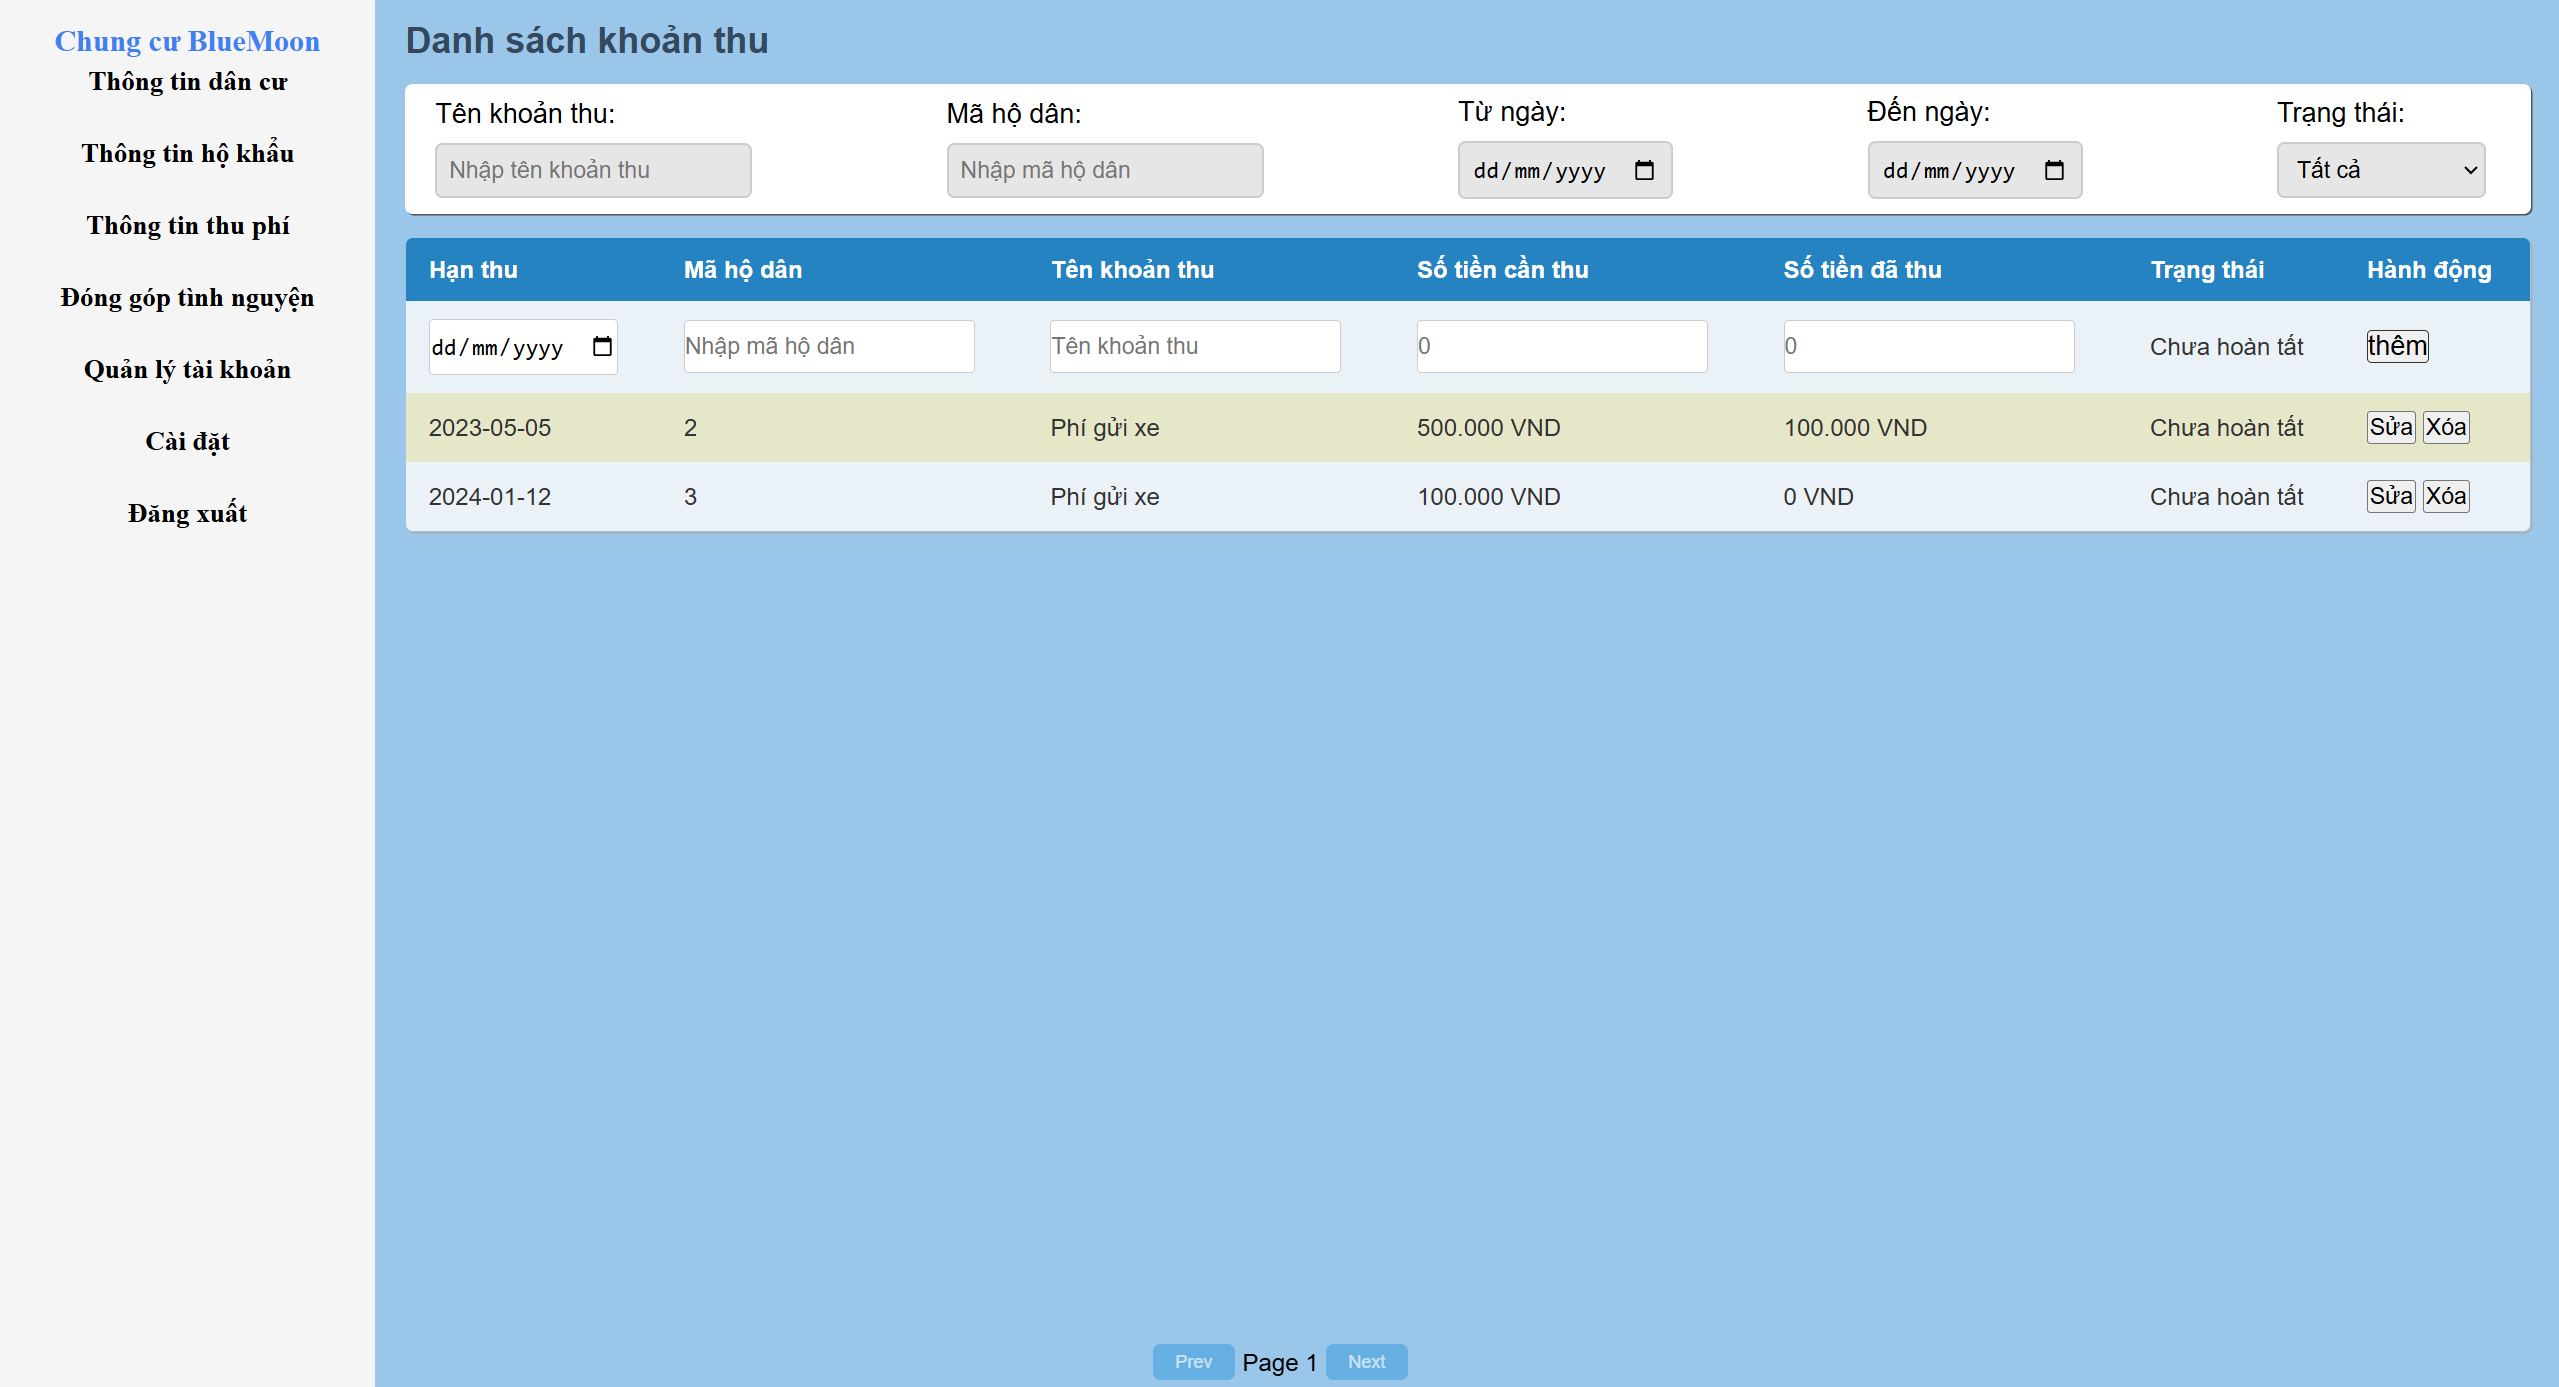 Chung cư BlueMoon
Thông tin dân cư
Thông tin hộ khẩu
Thông tin thu phí
Đóng góp tình nguyện
Quản lý tài khoản
Cài đặt
Đăng xuất
Danh sách khoản thu
Tên khoản thu: Mã hộ dân: Từ ngày: Đến ngày: Trạng thái:
Nhập tên khoản thu Nhập mã hộ dân dd/mm/yyyy dd/mm/yyyy Tất cả
Hạn thu Mã hộ dân Tên khoản thu Số tiền cần thu Số tiền đã thu Trạng thái Hành động
dd/mm/yyyy Nhập mã hộ dân Tên khoản thu 0 0 Chưa hoàn tất thêm
2023-05-05 2 Phí gửi xe 500.000 VND 100.000 VND Chưa hoàn tất Sửa Xóa
2024-01-12 3 Phí gửi xe 100.000 VND 0 VND Chưa hoàn tất Sửa Xóa
Prev Page 1 Next